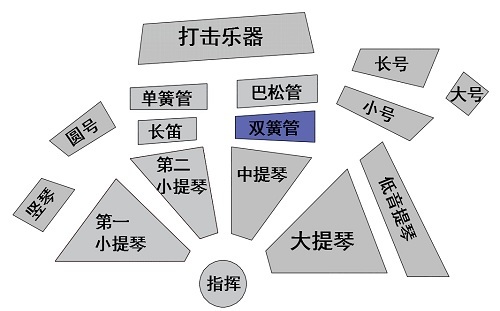 打击乐器
长号
单簧管
巴松管
大号
小号
圆号
长笛
双簧管
第二
小提琴
中提琴
竖琴
第一
小提琴
大提琴
低音提琴
指挥